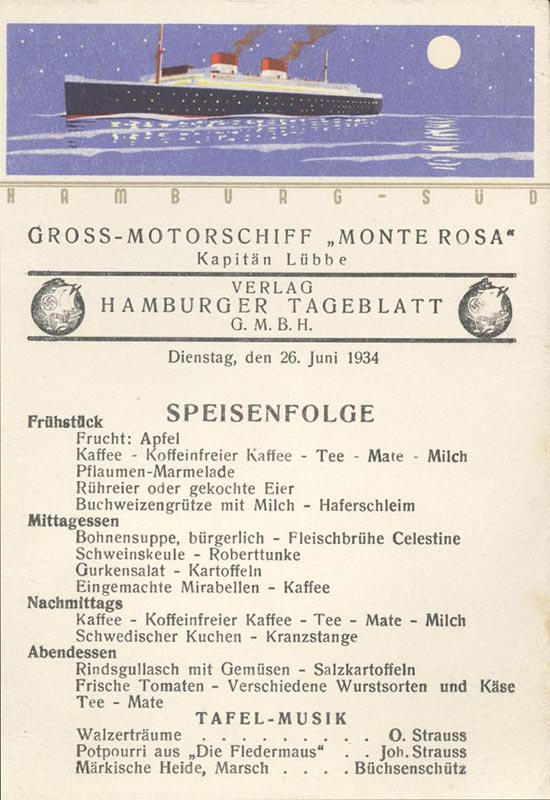 HAMBURG-SÜD
GROSS-MOTORSCHIFF „MONTE ROSA“
Kapitän Lübbe
VERLAG
HAMBURGER TAGEBLATT
G.M.B.H.
Dienstag, den 26. Juni 1934
SPEISENFOLGE
Frühstück
Frucht: Apfel
Kaffee - Koffeinfreier Kaffee - Tee - Mate - Milch
Pflaumen-Marmelade
Rühreier oder gekochte Eier
Buchweizengrütze mit Milch - Haferschleim
Mittagessen
Bohnensuppe, bürgerlich - Fleischbrühe Celestine
Schweinskeule - Roberttunke
Gurkensalat - Kartoffeln
Eingemachte Mirabellen - Kaffee
Nachmittags
Kaffee - Koffeinfreier Kaffee - Tee - Mate - Milch
Schwedischer Kuchen - Kranzstange
Abendessen
Rindsgullasch mit Gemüsen - Salzkartoffeln
Frische Tomaten - Verschiedene Wurstsorten und Käse
Tee - Mate
TAFEL-MUSIK
Walzerträume . . . . . . . . . O. Strauss
Potpourri aus „Die Fledermaus“ . . Joh. Strauss
Märkische Heide, Marsch . . . . Büchsenschütz